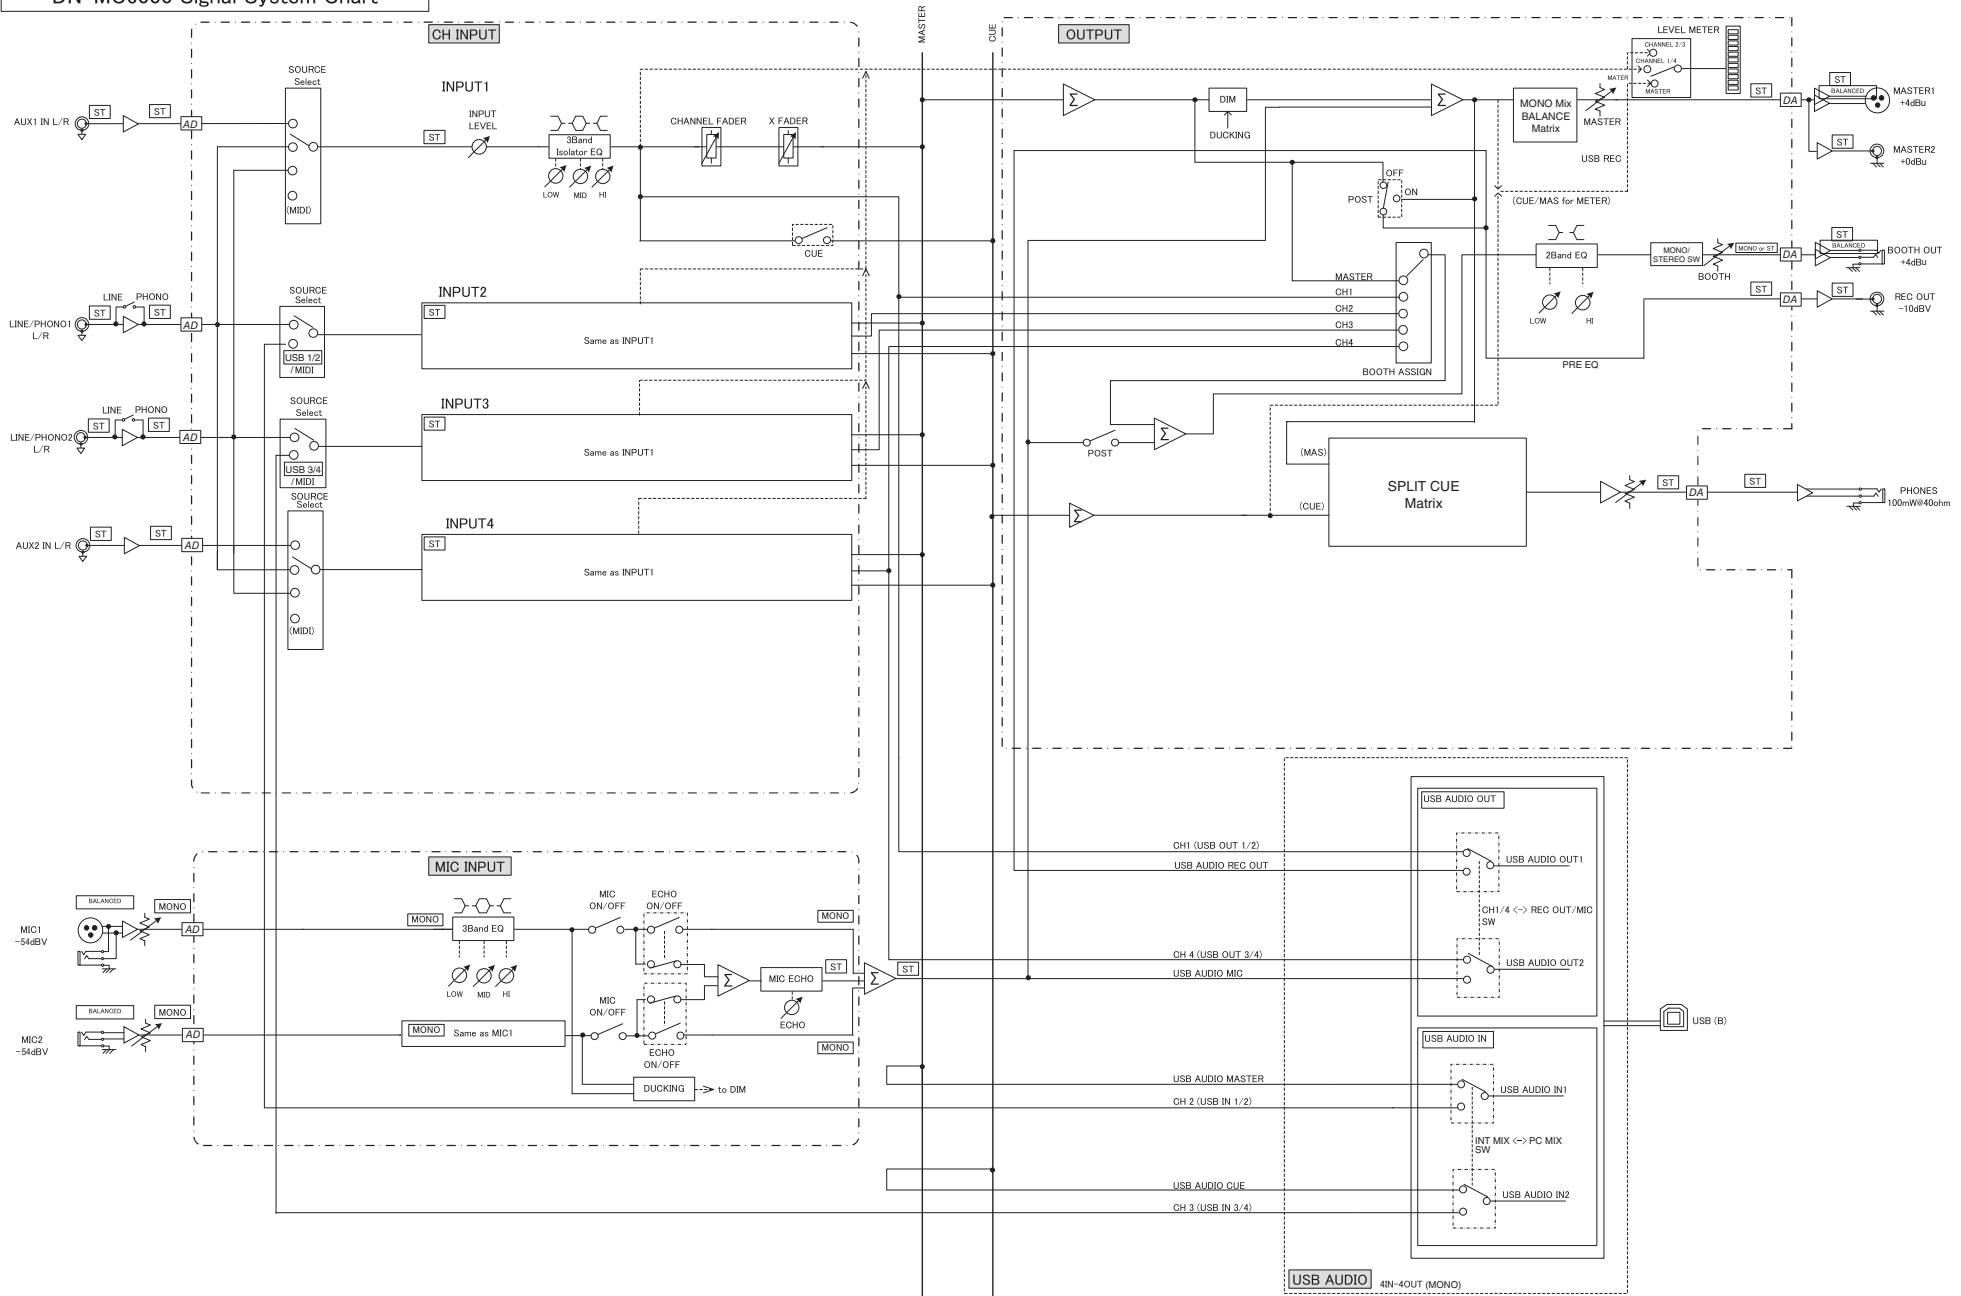 CH INPUT
MASTER
CUE
OUTPUT
LEVEL METER
CHANNEL 2/3
CHANNEL 1/4
MATER
MASTER
SOURCE
Select
(MIDI)
AUX1 IN L/R
ST
ST
AD
INPUT1
ST
INPUT
LEVEL
3Band
Isolator EQ
LOW
MID
HI
CHANNEL FADER
X FADER
CUE
Σ
DIM
DUCKING
Σ
MONO Mix
BALANCE
Matrix
MASTER
USB REC
ST
DA
ST
BALANCED
MASTER1
+4dBu
ST
MASTER2
+0dBu
OFF
ON
POST
(CUE/MAS for METER)
2Band EQ
LOW
HI
MONO/
STEREO SW
BOOTH
MONO or ST
DA
ST
BALANCED
BOOTH OUT
+4dBu
ST
DA
ST
REC OUT
-10dBV
PRE EQ
MASTER
CH1
CH2
CH3
CH4
BOOTH ASSIGN
LINE
PHONO
ST
ST
LINE/PHONO1
L/R
AD
SOURCE
Select
USB 1/2
/MIDI
INPUT2
ST
Same as INPUT1
LINE
PHONO
ST
ST
LINE/PHONO2
L/R
AD
SOURCE
Select
USB 3/4
/MIDI
INPUT3
ST
Same as INPUT1
POST
Σ
(MAS)
(CUE)
SPLIT CUE
Matrix
Σ
ST
DA
ST
PHONES
100mW@40ohm
SOURCE
Select
(MIDI)
AUX2 IN L/R
ST
ST
AD
INPUT4
ST
Same as INPUT1
MIC INPUT
BALANCED
MONO
MIC1
-54dBV
AD
MONO
3Band EQ
LOW
MID
HI
MIC
ON/OFF
ECHO
ON/OFF
MONO
Σ
MIC ECHO
ECHO
ST
Σ
ST
BALANCED
MONO
MIC2
-54dBV
AD
MONO
Same as MIC1
MIC
ON/OFF
ECHO
ON/OFF
MONO
DUCKING
to DIM
USB AUDIO OUT
CH1 (USB OUT 1/2)
USB AUDIO REC OUT
USB AUDIO OUT1
CH1/4 <-> REC OUT/MIC
SW
CH 4 (USB OUT 3/4)
USB AUDIO MIC
USB AUDIO OUT2
USB (B)
USB AUDIO IN
USB AUDIO MASTER
CH 2 (USB IN 1/2)
USB AUDIO IN1
INT MIX <-> PC MIX
SW
USB AUDIO CUE
CH 3 (USB IN 3/4)
USB AUDIO IN2
USB AUDIO
4IN-4OUT (MONO)